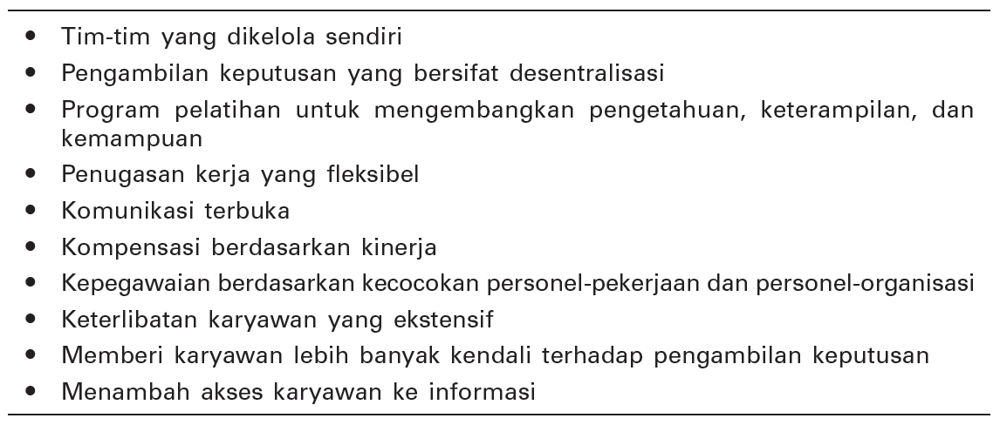 • Tim-tim yang dikelola sendiri
• Pengambilan keputusan yang bersifat desentralisasi
• Program pelatihan untuk mengembangkan pengetahuan, keterampilan, dan
kemampuan
• Penugasan kerja yang fleksibel
• Komunikasi terbuka
• Kompensasi berdasarkan kinerja
• Kepegawaian berdasarkan kecocokan personel-pekerjaan dan personel-organisasi
• Keterlibatan karyawan yang ekstensif
• Memberi karyawan lebih banyak kendali terhadap pengambilan keputusan
• Menambah akses karyawan ke informasi